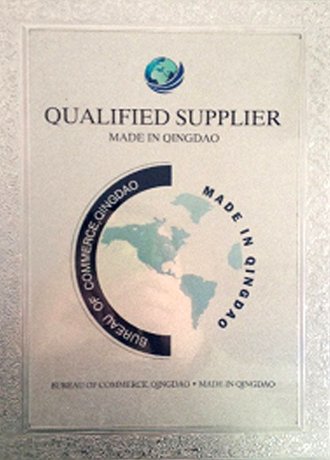 QUALIFIED SUPPLIER
MADE IN QINGDAO
BUREAU OF COMMERCE, QINGDAO
MADE IN QINGDAO
BUREAU OF COMMERCE, QINGDAO • MADE IN QINGDAO